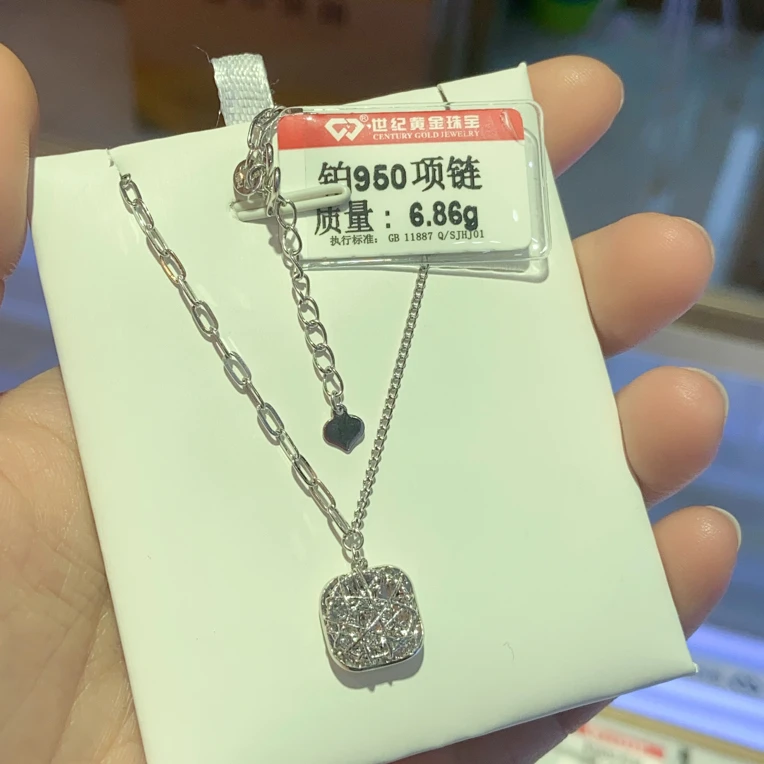 ®世纪黄金珠宝
CENTURY GOLD JEWELRY
铂950项链
质量：6.86g
执行标准： GB 11887 Q/SJHJ01